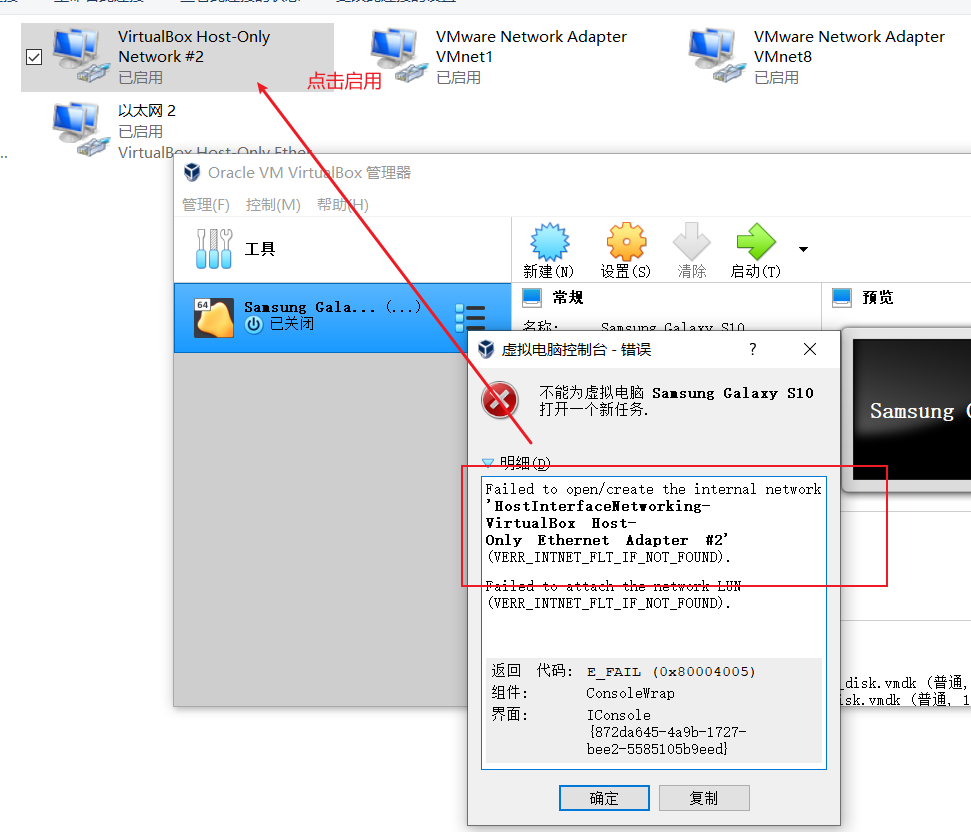 VirtualBox Host-Only
Network #2
已启用
VMware Network Adapter
VMnet1
已启用
VMware Network Adapter
VMnet8
已启用
点击启用
以太网 2
已启用
VirtualBox Host-Only Ether
..
Oracle VM VirtualBox 管理器
管理(F) 控制(M) 帮助(H)
工具
新建(N) 设置(S) 清除 启动(T)
64
Samsung Gala... (...)
已关闭
常规
预览
名称: Samsung Galaxy S10
Samsung
虚拟电脑控制台 - 错误
?
不能为虚拟电脑 Samsung Galaxy S10
打开一个新任务.
明细(D)
Failed to open/create the internal network
'HostInterfaceNetworking-
VirtualBox Host-
Only Ethernet Adapter #2'
(VERR_INTNET_FLT_IF_NOT_FOUND).
Failed to attach the network LUN
(VERR_INTNET_FLT_IF_NOT_FOUND).
返回 代码: E_FAIL (0x80004005)
组件: ConsoleWrap
界面: IConsole
{872da645-4a9b-1727-
bee2-5585105b9eed}
_disk.vmdk (普通,
isk.vmdk (普通, 1
确定 复制